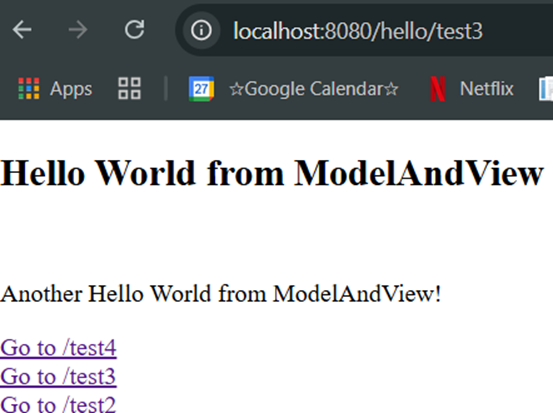 localhost:8080/hello/test3
Apps
27
☆Google Calendar☆
Netflix
Hello World from ModelAndView
Another Hello World from ModelAndView!
Go to /test4
Go to /test3
Go to /test2